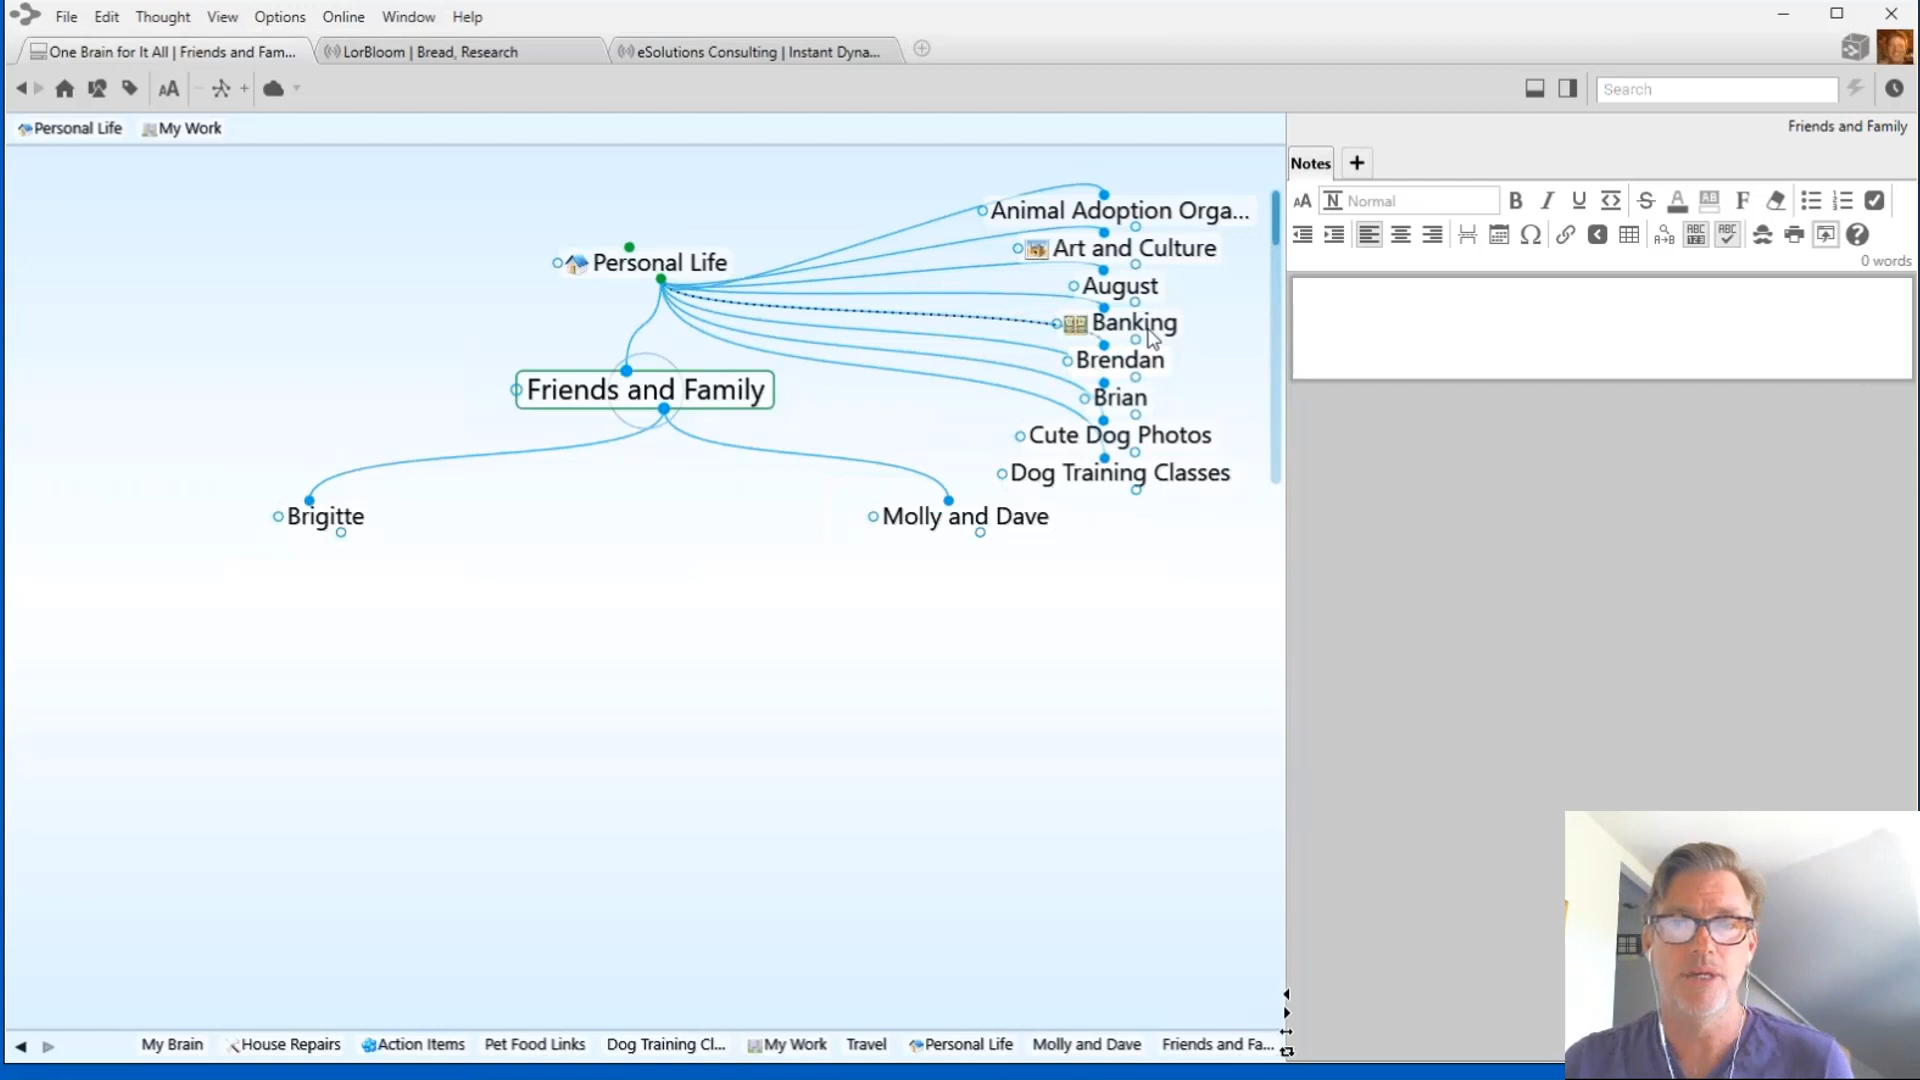 File Edit Thought View Options Online Window Help
One Brain for It All | Friends and Fam...
LorBloom | Bread, Research
eSolutions Consulting | Instant Dyna...
Search
Personal Life
My Work
Friends and Family
Notes
Normal
0 words
Personal Life
Animal Adoption Orga...
Art and Culture
August
Banking
Brendan
Brian
Cute Dog Photos
Dog Training Classes
Friends and Family
Brigitte
Molly and Dave
My Brain House Repairs Action Items Pet Food Links Dog Training Cl... My Work Travel Personal Life Molly and Dave Friends and Fa...